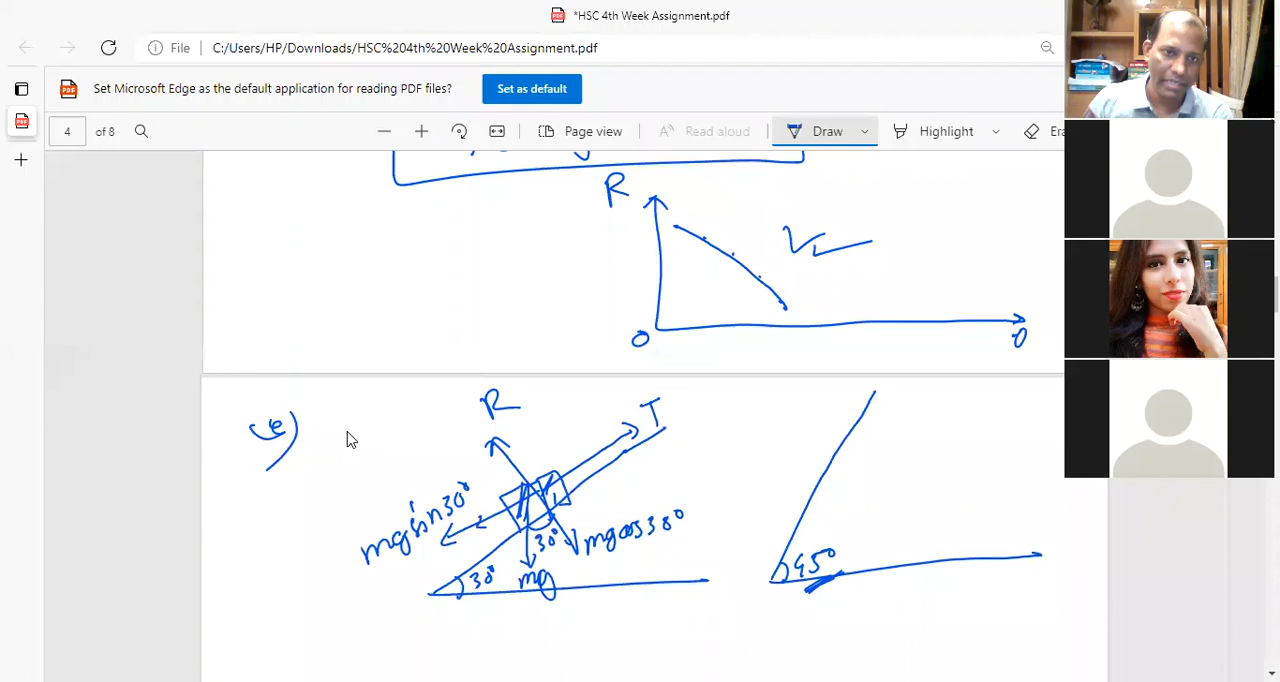 *HSC 4th Week Assignment.pdf
File C:/Users/HP/Downloads/HSC%204th%20Week%20Assignment.pdf
Set Microsoft Edge as the default application for reading PDF files? Set as default
4 of 8 Page view Read aloud Draw Highlight Era
R
O θ
e)
R
T
mg sin30°
mgcos30°
30°
30°
mg
45°